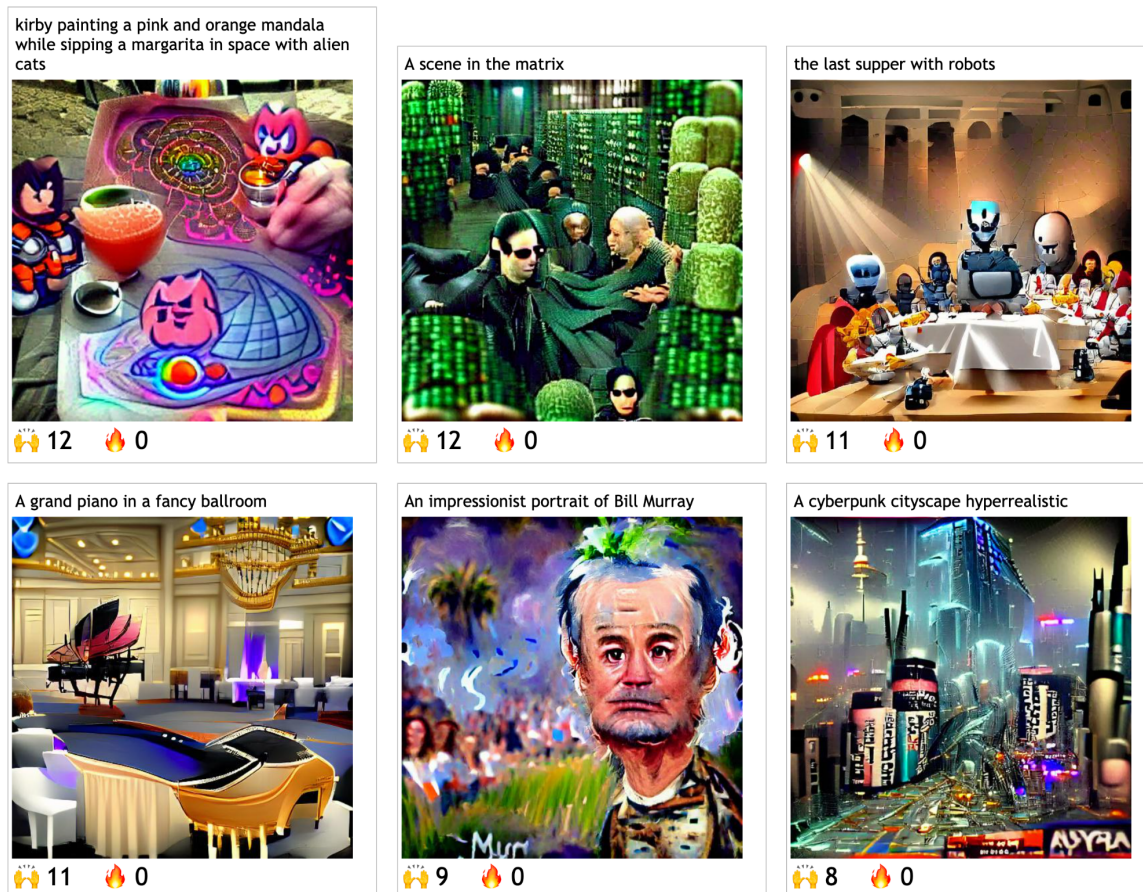 kirby painting a pink and orange mandala
while sipping a margarita in space with alien
cats
A scene in the matrix
the last supper with robots
🙌 12 🔥 0
🙌 12 🔥 0
🙌 11 🔥 0
A grand piano in a fancy ballroom
An impressionist portrait of Bill Murray
A cyberpunk cityscape hyperrealistic
Murr
🙌 11 🔥 0
🙌 9 🔥 0
🙌 8 🔥 0